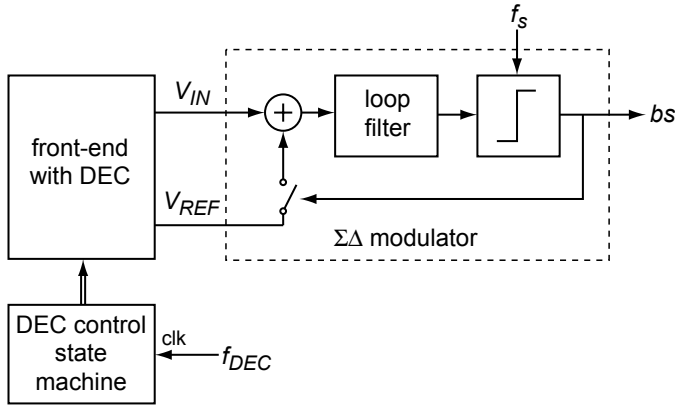 f_s
V_IN
front-end
with DEC
+
loop
filter
bs
V_REF
ΣΔ modulator
DEC control
state
machine
clk
f_DEC